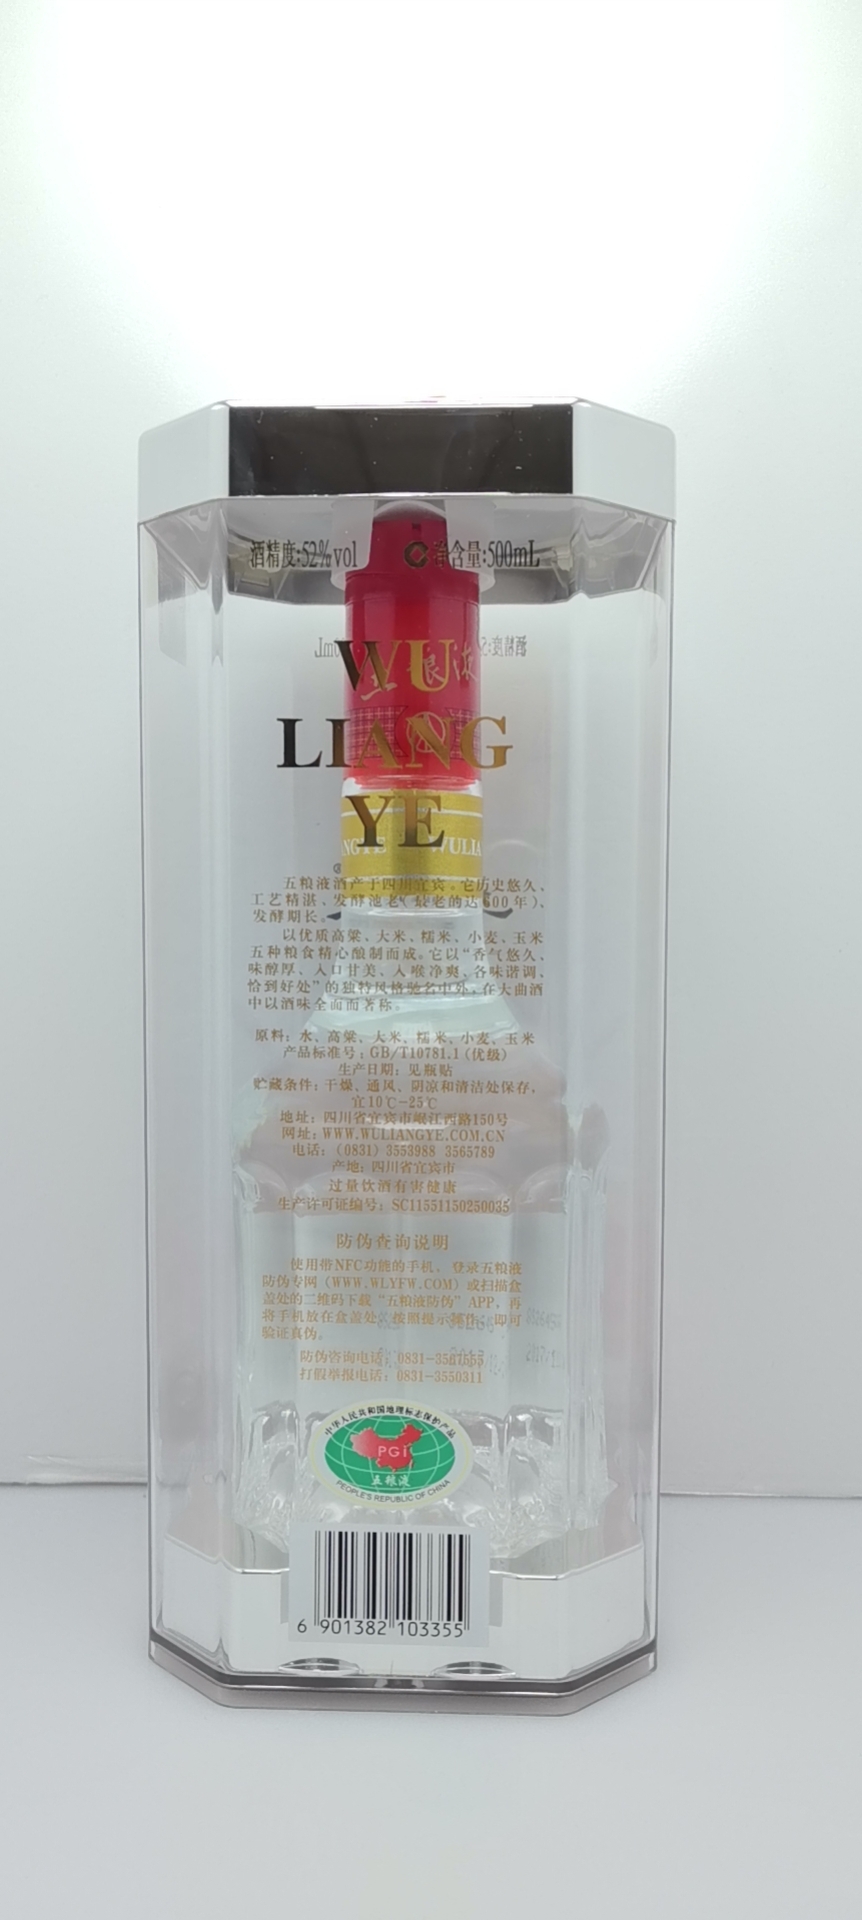 酒精度:52%vol 净含量:500mL
WU
LIANG
YE
五粮液酒产于四川宜宾。它历史悠久、
工艺精湛、发酵池老(最老的达600年)、
发酵期长。
以优质高粱、大米、糯米、小麦、玉米
五种粮食精心酿制而成。它以“香气悠久、
味醇厚、入口甘美、入喉净爽、各味谐调、
恰到好处”的独特风格驰名中外，在大曲酒
中以酒味全面而著称。
原料：水、高粱、大米、糯米、小麦、玉米
产品标准号：GB/T10781.1(优级)
生产日期：见瓶贴
贮藏条件：干燥、通风、阴凉和清洁处保存，
宜10℃-25℃
地址：四川省宜宾市岷江西路150号
网址：WWW.WULIANGYE.COM.CN
电话：(0831) 3553988 3565789
产地：四川省宜宾市
过量饮酒有害健康
生产许可证编号：SC11551150250035
防伪查询说明
使用带NFC功能的手机，登录五粮液
防伪专网（WWW.WLYFW.COM）或扫描盒
盖处的二维码下载“五粮液防伪”APP，再
将手机放在盒盖处，按照提示操作，即可
验证真伪。
防伪咨询电话：0831-3567555
打假举报电话：0831-3550311
中华人民共和国地理标志保护产品
PGI
五粮液
PEOPLE'S REPUBLIC OF CHINA
6 901382 103355